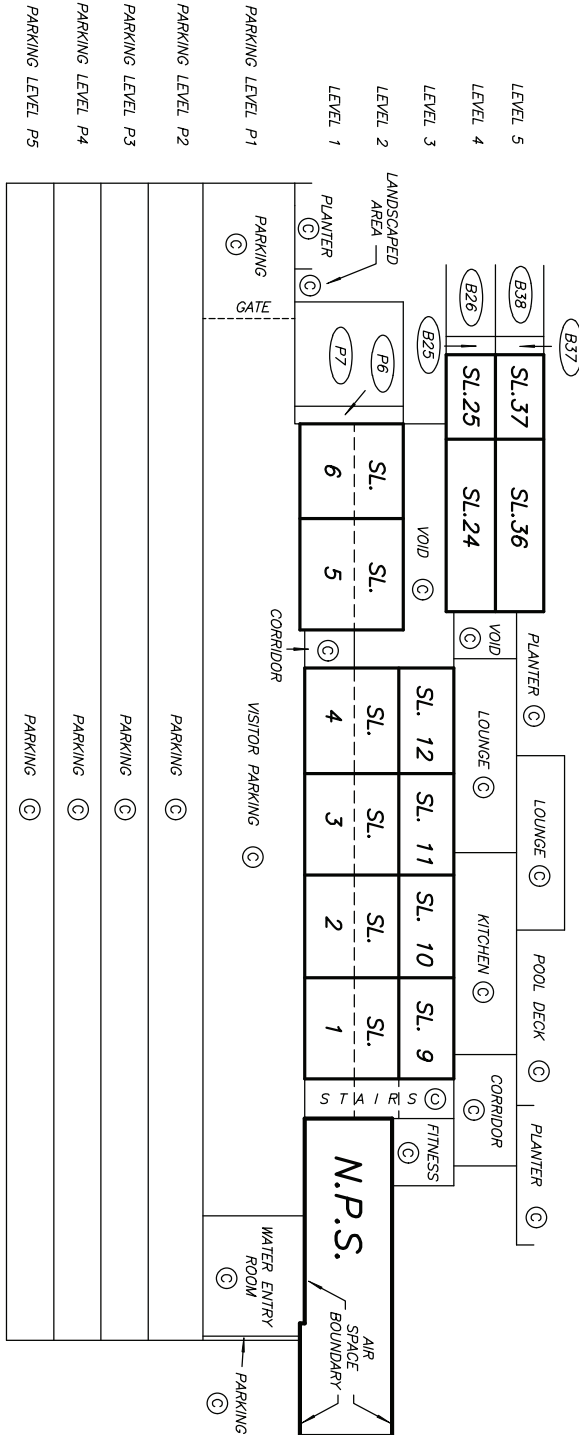 LEVEL 5
LEVEL 4
LEVEL 3
LEVEL 2
LEVEL 1
PARKING LEVEL P1
PARKING LEVEL P2
PARKING LEVEL P3
PARKING LEVEL P4
PARKING LEVEL P5
B37
B38
SL.37
SL.36
PLANTER C
LOUNGE C
POOL DECK C
PLANTER C
B26
SL.25
SL.24
VOID
C
LOUNGE C
KITCHEN C
CORRIDOR
C
B25
VOID C
SL. 12
SL. 11
SL. 10
SL. 9
FITNESS
C
LANDSCAPED
AREA
P6
P7
SL.
6
SL.
5
C
CORRIDOR
SL.
4
SL.
3
SL.
2
SL.
1
STAIRS C
N.P.S.
AIR
SPACE
BOUNDARY
PLANTER
C
C
PARKING
C
GATE
VISITOR PARKING C
WATER ENTRY
ROOM
C
PARKING
C
PARKING C
PARKING C
PARKING C
PARKING C